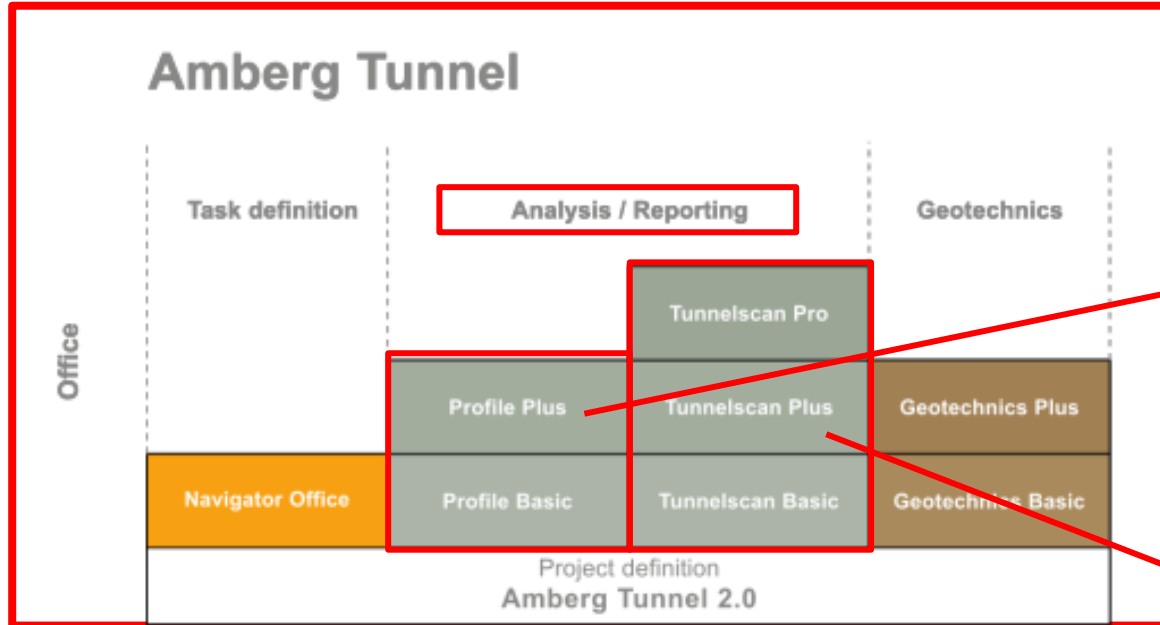 Amberg Tunnel
Task definition
Analysis / Reporting
Geotechnics
Office
Tunnelscan Pro
Profile Plus
Tunnelscan Plus
Geotechnics Plus
Navigator Office
Profile Basic
Tunnelscan Basic
Geotechnics Basic
Project definition
Amberg Tunnel 2.0